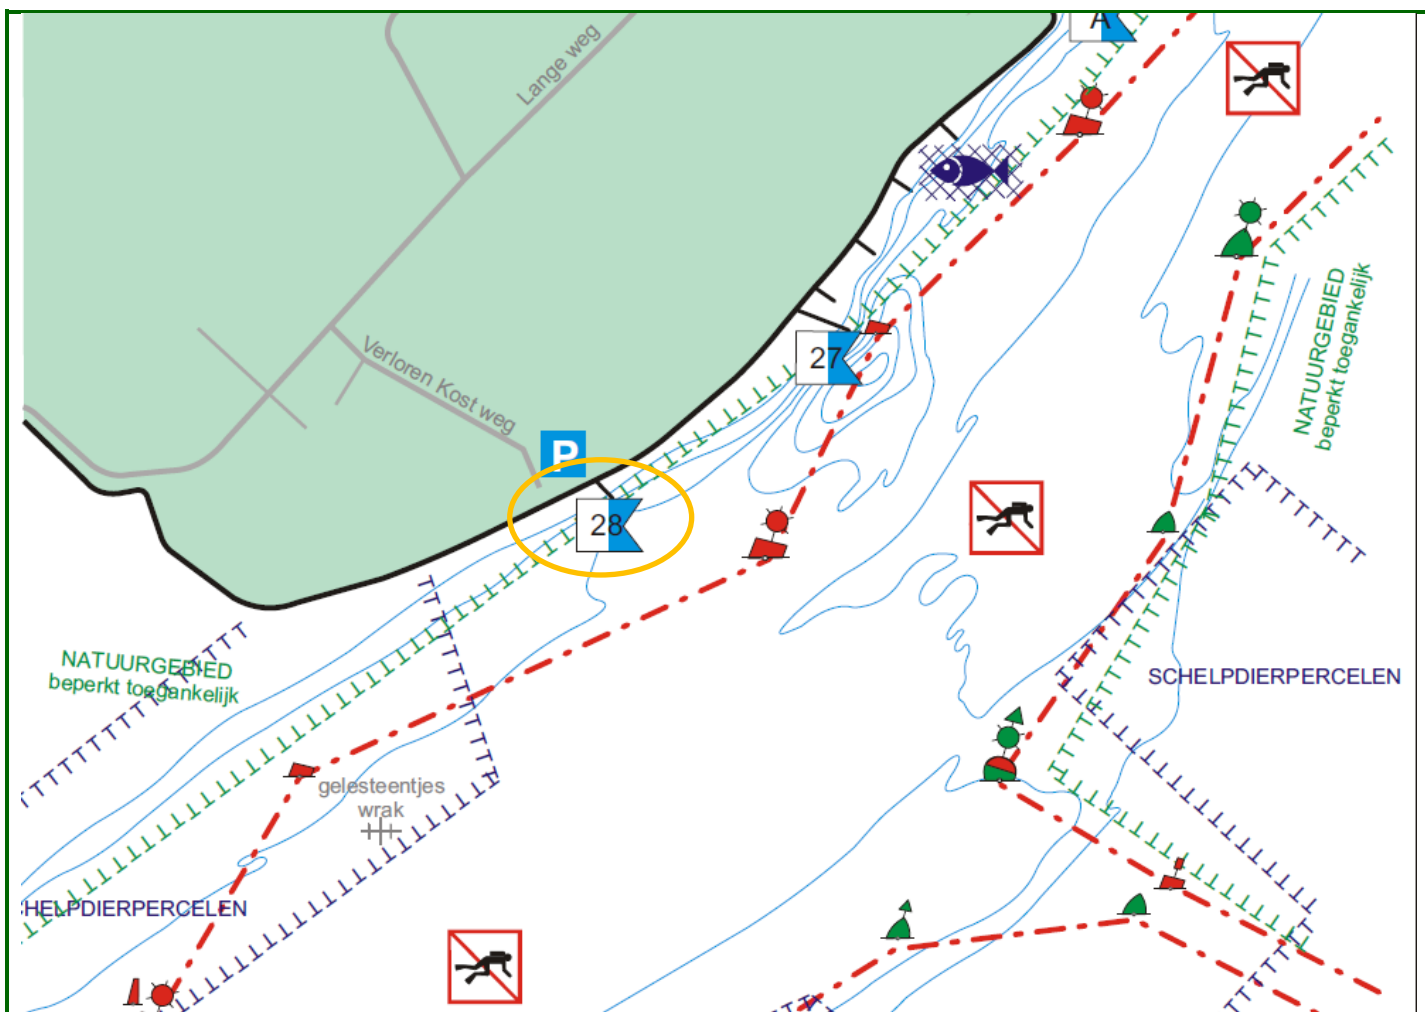 A
Lange weg
27
Verloren Kost weg
P
28
NATUURGEBIED
beperkt toegankelijk
NATUURGEBIED
beperkt toegankelijk
SCHELPDIERPERCELEN
gelesteentjes
wrak
HELPDIERPERCELEN